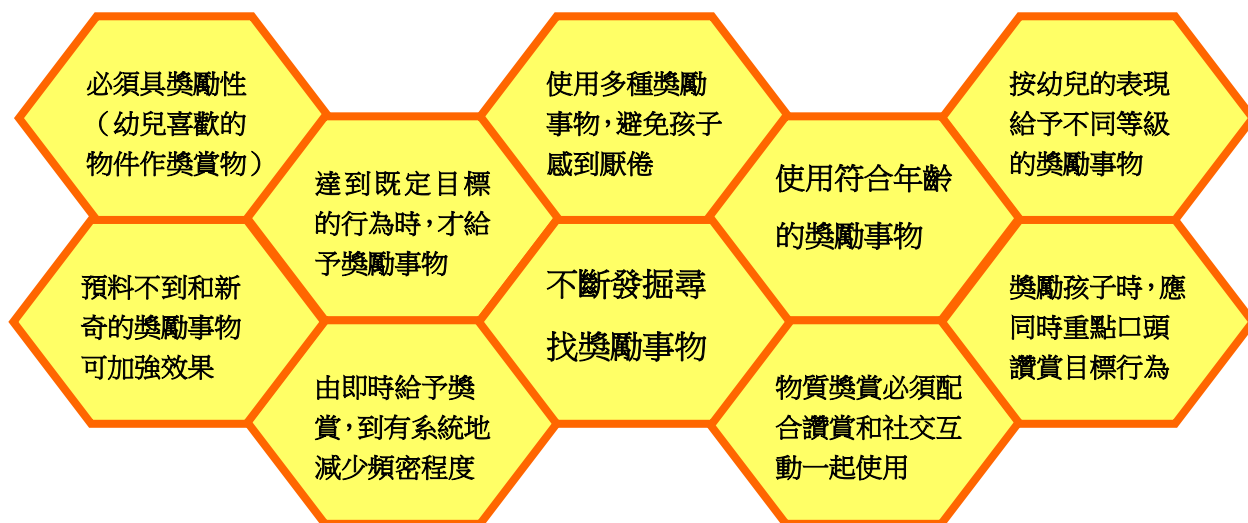 必須具獎勵性
（幼兒喜歡的
物件作獎賞物）
使用多種獎勵
事物，避免孩子
感到厭倦
按幼兒的表現
給予不同等級
的獎勵事物
達到既定目標
的行為時，才給
予獎勵事物
使用符合年齡
的獎勵事物
預料不到和新
奇的獎勵事物
可加強效果
不斷發掘尋
找獎勵事物
獎勵孩子時，應
同時重點口頭
讚賞目標行為
由即時給予獎
賞，到有系統地
減少頻密程度
物質獎賞必須配
合讚賞和社交互
動一起使用